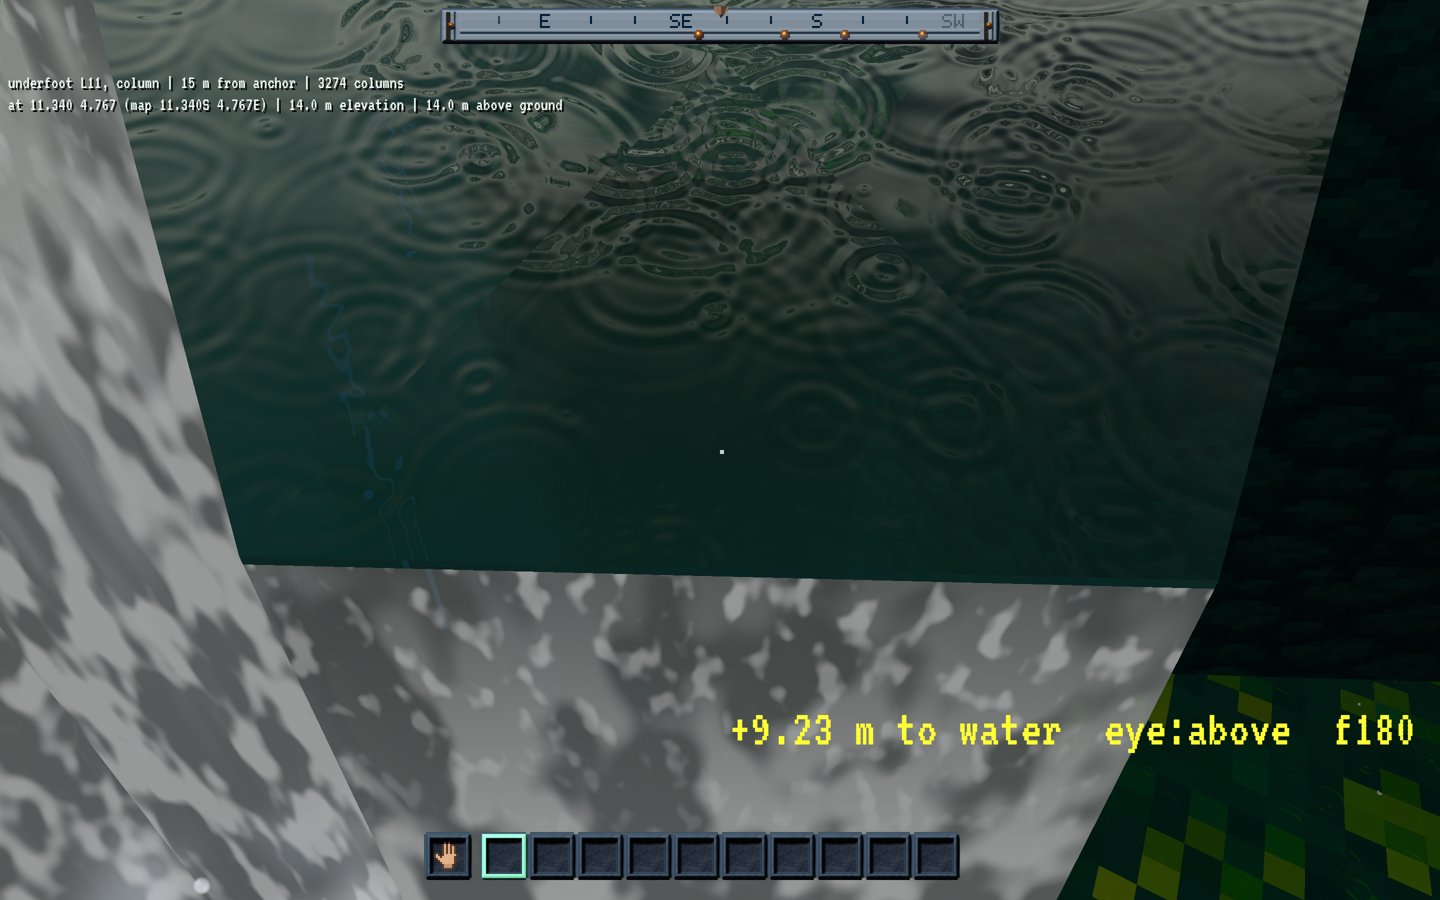 E SE S SW
underfoot L11, column | 15 m from anchor | 3274 columns
at 11.340 4.767 (map 11.340S 4.767E) | 14.0 m elevation | 14.0 m above ground
+9.23 m to water eye:above f180